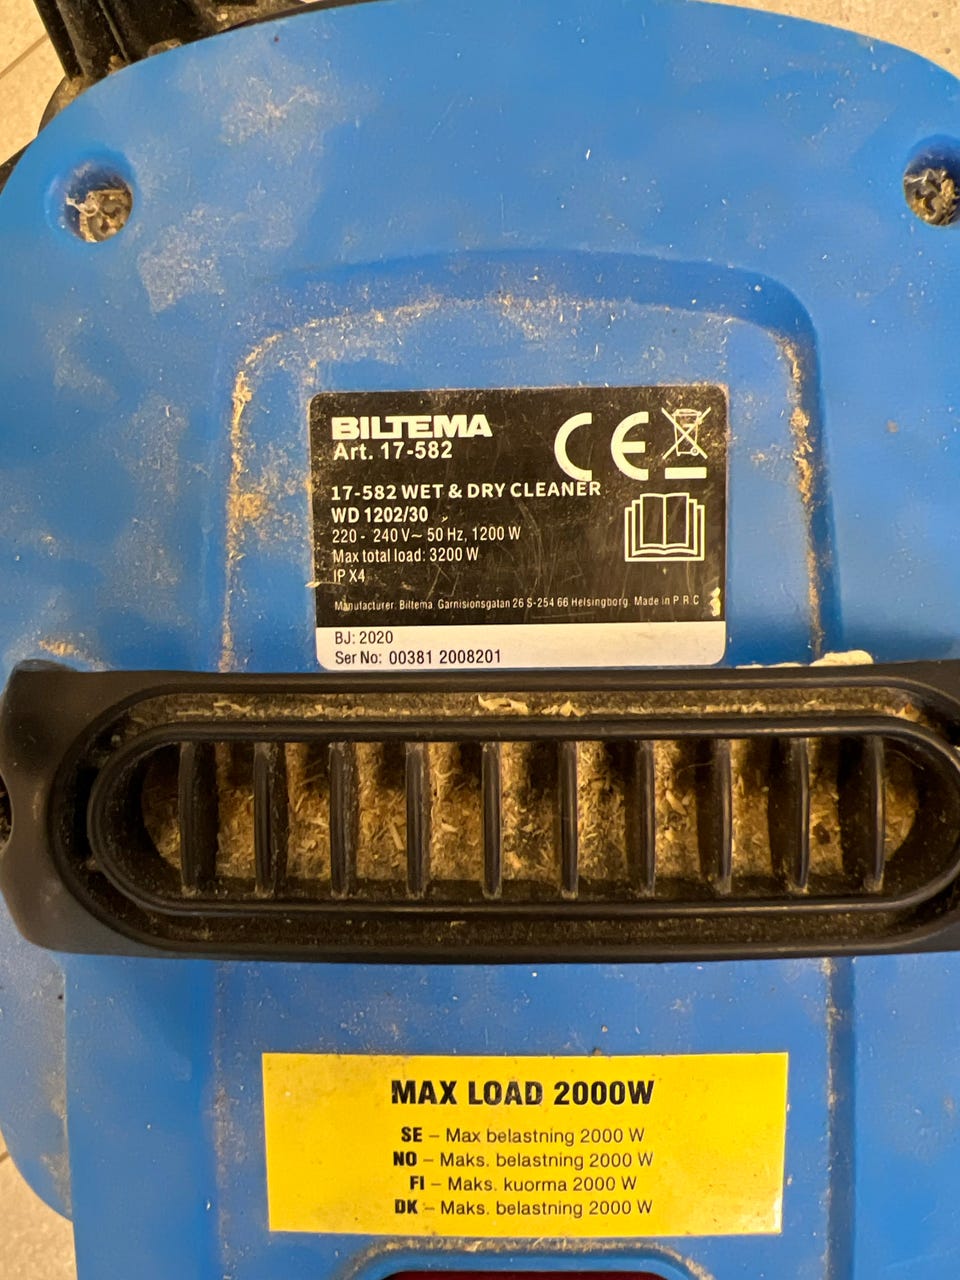 BILTEMA
Art. 17-582
CE
17-582 WET & DRY CLEANER
WD 1202/30
220 - 240 V~ 50 Hz, 1200 W
Max total load: 3200 W
IP X4
Manufacturer. Biltema Garnisionsgatan 26 S-254 66 Helsingborg. Made in P.R.C
BJ: 2020
Ser No: 00381 2008201
MAX LOAD 2000W
SE – Max belastning 2000 W
NO – Maks. belastning 2000 W
FI – Maks. kuorma 2000 W
DK – Maks. belastning 2000 W